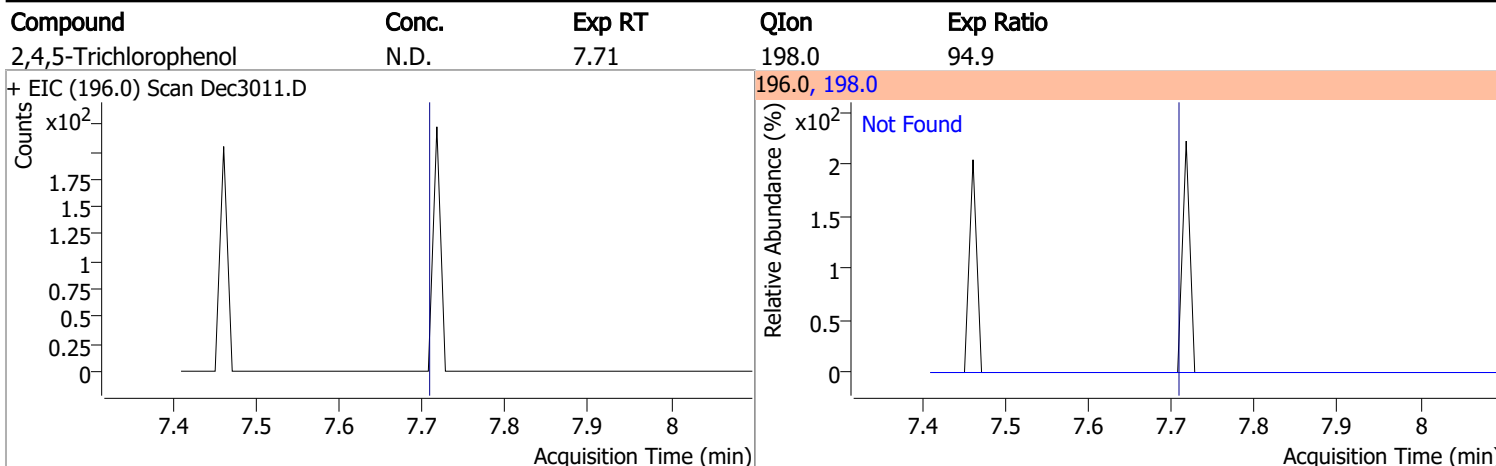 Compound Conc. Exp RT QIon Exp Ratio
2,4,5-Trichlorophenol N.D. 7.71 198.0 94.9
+ EIC (196.0) Scan Dec3011.D
Counts
x10²
1.75
1.5
1.25
1
0.75
0.5
0.25
0
7.4 7.5 7.6 7.7 7.8 7.9 8
Acquisition Time (min)
196.0, 198.0
Relative Abundance (%)
x10²
Not Found
2
1.5
1
0.5
0
7.4 7.5 7.6 7.7 7.8 7.9 8
Acquisition Time (min)